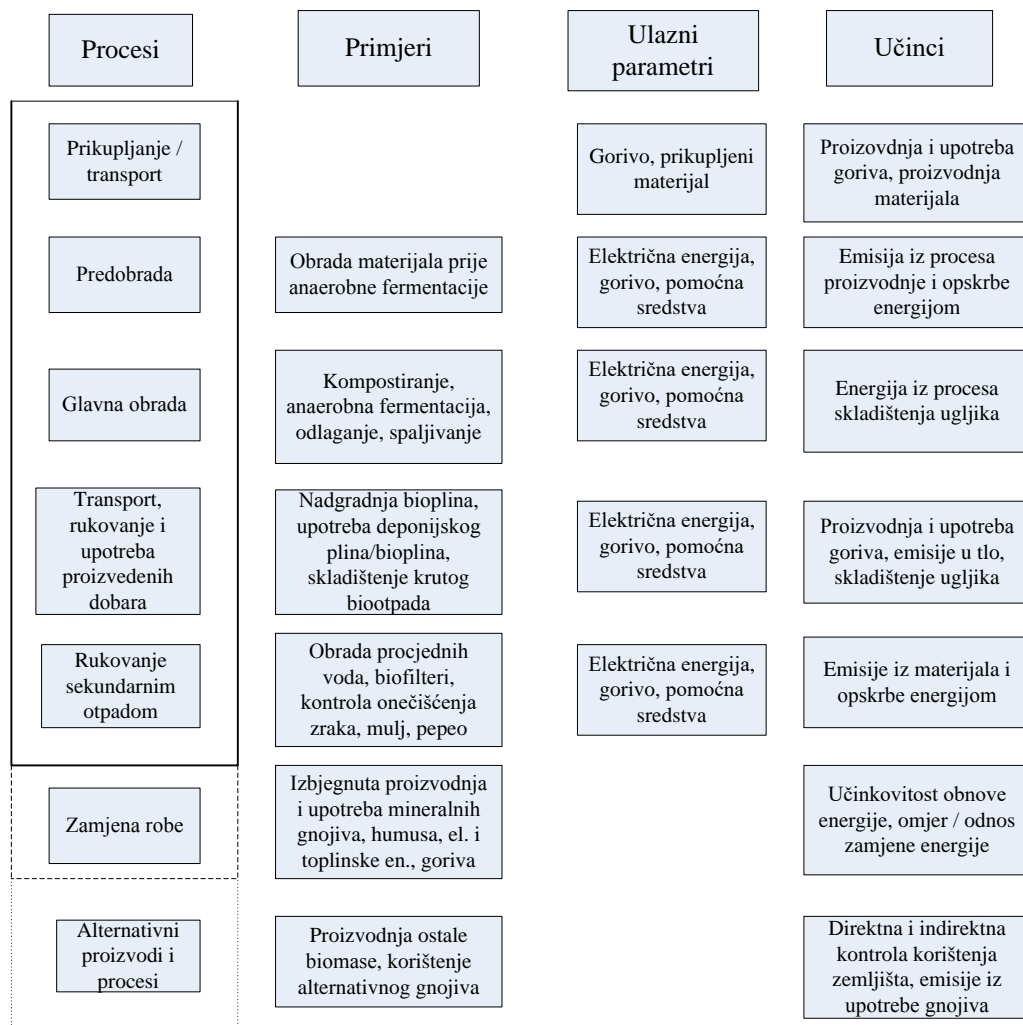 Procesi
Primjeri
Ulazni
parametri
Učinci
Prikupljanje /
transport
Gorivo, prikupljeni
materijal
Proizovdnja i upotreba
goriva, proizvodnja
materijala
Predobrada
Obrada materijala prije
anaerobne fermentacije
Električna energija,
gorivo, pomoćna
sredstva
Emisija iz procesa
proizvodnje i opskrbe
energijom
Glavna obrada
Kompostiranje,
anaerobna fermentacija,
odlaganje, spaljivanje
Električna energija,
gorivo, pomoćna
sredstva
Energija iz procesa
skladištenja ugljika
Transport,
rukovanje i
upotreba
proizvedenih
dobara
Nadgradnja bioplina,
upotreba deponijskog
plina/bioplina,
skladištenje krutog
biootpada
Električna energija,
gorivo, pomoćna
sredstva
Proizvodnja i upotreba
goriva, emisije u tlo,
skladištenje ugljika
Rukovanje
sekundarnim
otpadom
Obrada procjednih
voda, biofilteri,
kontrola onečišćenja
zraka, mulj, pepeo
Električna energija,
gorivo, pomoćna
sredstva
Emisije iz materijala i
opskrbe energijom
Zamjena robe
Izbjegnuta proizvodnja
i upotreba mineralnih
gnojiva, humusa, el. i
toplinske en., goriva
Učinkovitost obnove
energije, omjer / odnos
zamjene energije
Alternativni
proizvodi i
procesi
Proizvodnja ostale
biomase, korištenje
alternativnog gnojiva
Direktna i indirektna
kontrola korištenja
zemljišta, emisije iz
upotrebe gnojiva